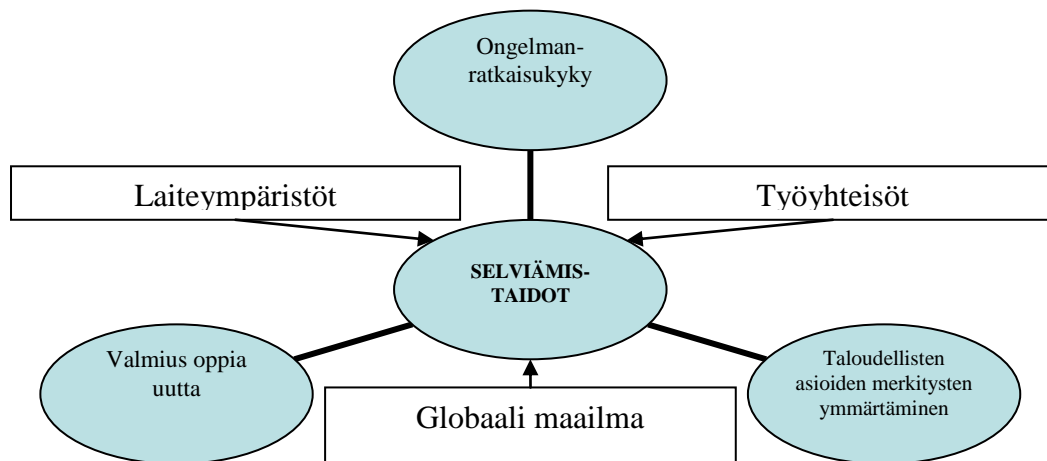 Ongelman-
ratkaisukyky
Laiteympäristöt
Työyhteisöt
SELVIÄMIS-
TAIDOT
Valmius oppia
uutta
Taloudellisten
asioiden merkitysten
ymmärtäminen
Globaali maailma